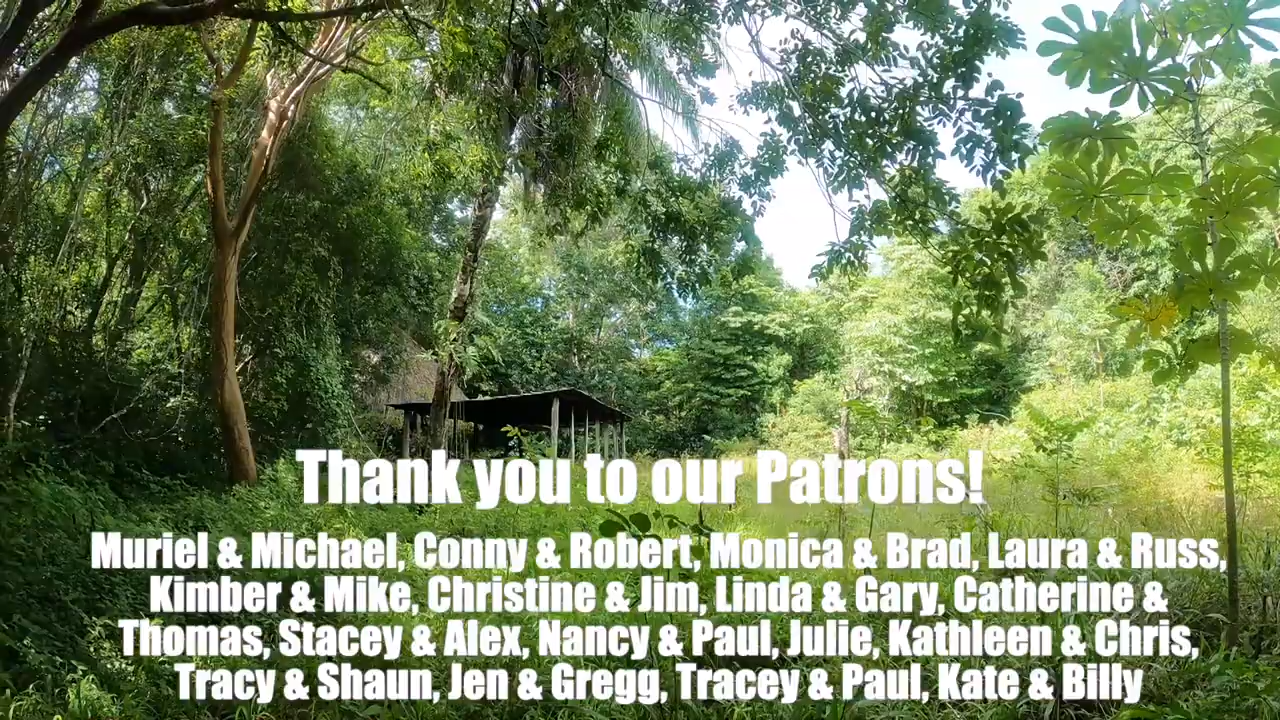 Thank you to our Patrons!
Muriel & Michael, Conny & Robert, Monica & Brad, Laura & Russ,
Kimber & Mike, Christine & Jim, Linda & Gary, Catherine &
Thomas, Stacey & Alex, Nancy & Paul, Julie, Kathleen & Chris,
Tracy & Shaun, Jen & Gregg, Tracey & Paul, Kate & Billy